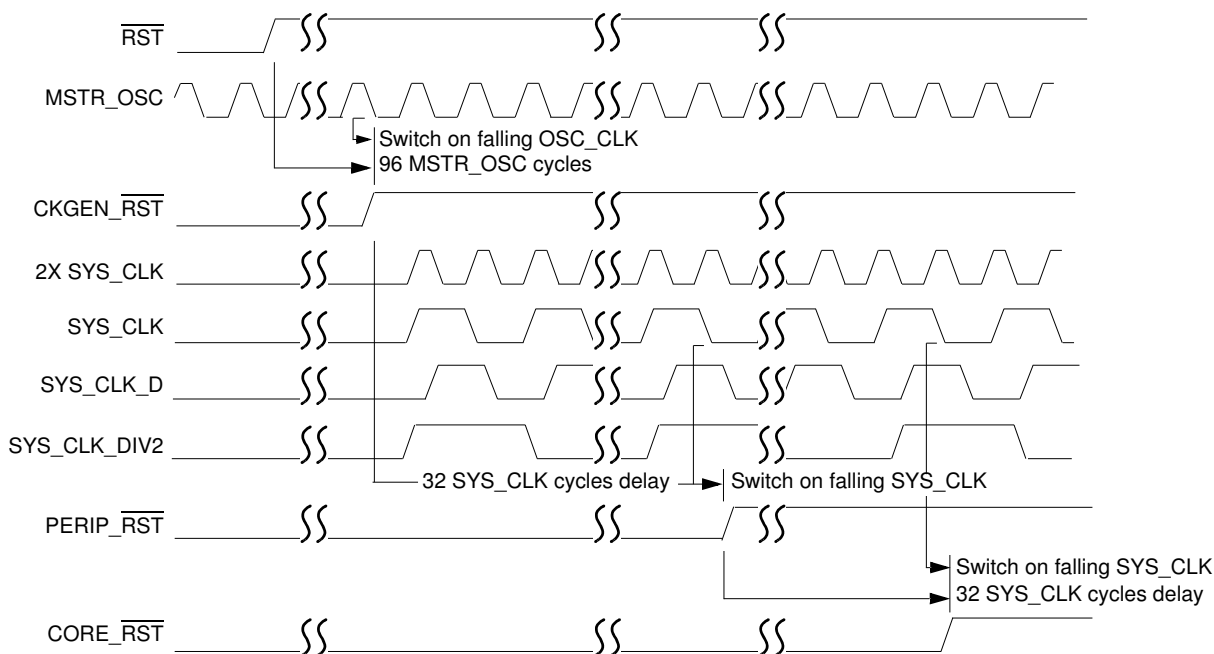 RST
MSTR_OSC
Switch on falling OSC_CLK
96 MSTR_OSC cycles
CKGEN_RST
2X SYS_CLK
SYS_CLK
SYS_CLK_D
SYS_CLK_DIV2
32 SYS_CLK cycles delay
Switch on falling SYS_CLK
PERIP_RST
Switch on falling SYS_CLK
32 SYS_CLK cycles delay
CORE_RST